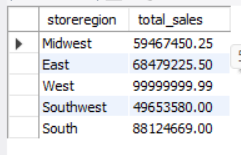 storeregion total_sales
Midwest 59467450.25
East 68479225.50
West 99999999.99
Southwest 49653580.00
South 88124669.00